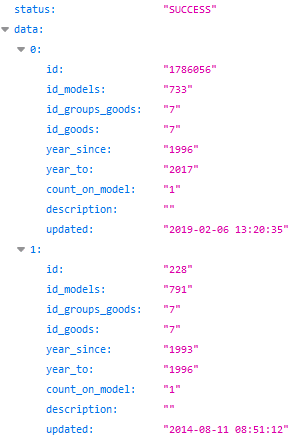 status: "SUCCESS"
data:
0:
id: "1786056"
id_models: "733"
id_groups_goods: "7"
id_goods: "7"
year_since: "1996"
year_to: "2017"
count_on_model: "1"
description: ""
updated: "2019-02-06 13:20:35"
1:
id: "228"
id_models: "791"
id_groups_goods: "7"
id_goods: "7"
year_since: "1993"
year_to: "1996"
count_on_model: "1"
description: ""
updated: "2014-08-11 08:51:12"